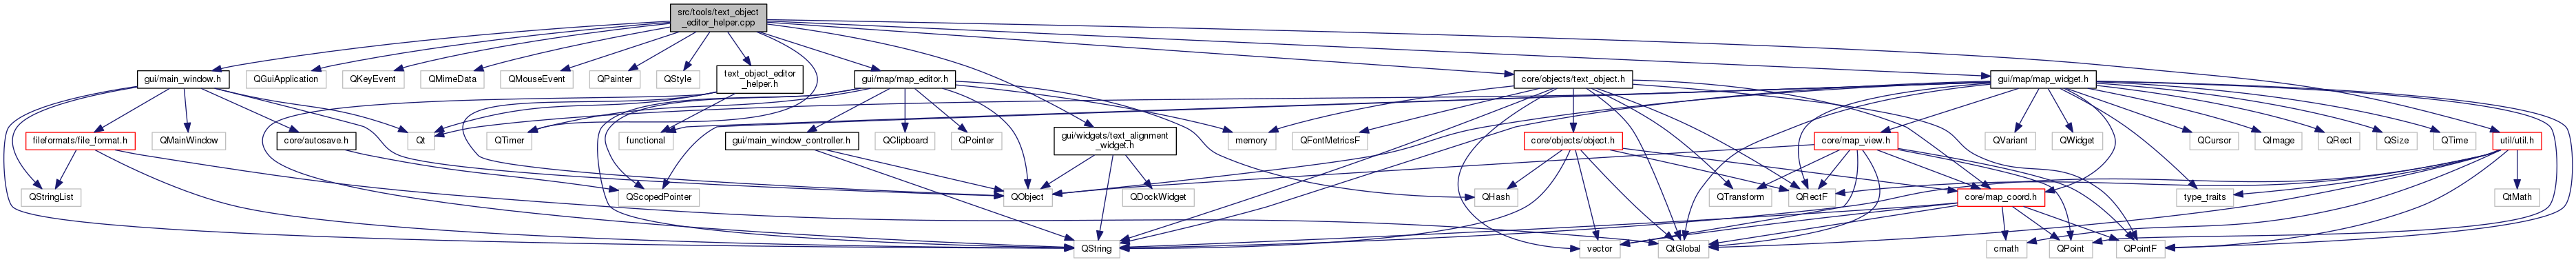 src/tools/text_object
_editor_helper.cpp
gui/main_window.h
QGuiApplication
QKeyEvent
QMimeData
QMouseEvent
QPainter
QStyle
text_object_editor
_helper.h
gui/map/map_editor.h
core/objects/text_object.h
gui/map/map_widget.h
fileformats/file_format.h
QMainWindow
core/autosave.h
Qt
QTimer
functional
gui/main_window_controller.h
QClipboard
QPointer
gui/widgets/text_alignment
_widget.h
memory
QFontMetricsF
core/objects/object.h
core/map_view.h
QVariant
QWidget
QCursor
QImage
QRect
QSize
QTime
util/util.h
QStringList
QScopedPointer
QObject
QDockWidget
QHash
QTransform
QRectF
core/map_coord.h
type_traits
QtMath
QString
vector
QtGlobal
cmath
QPoint
QPointF